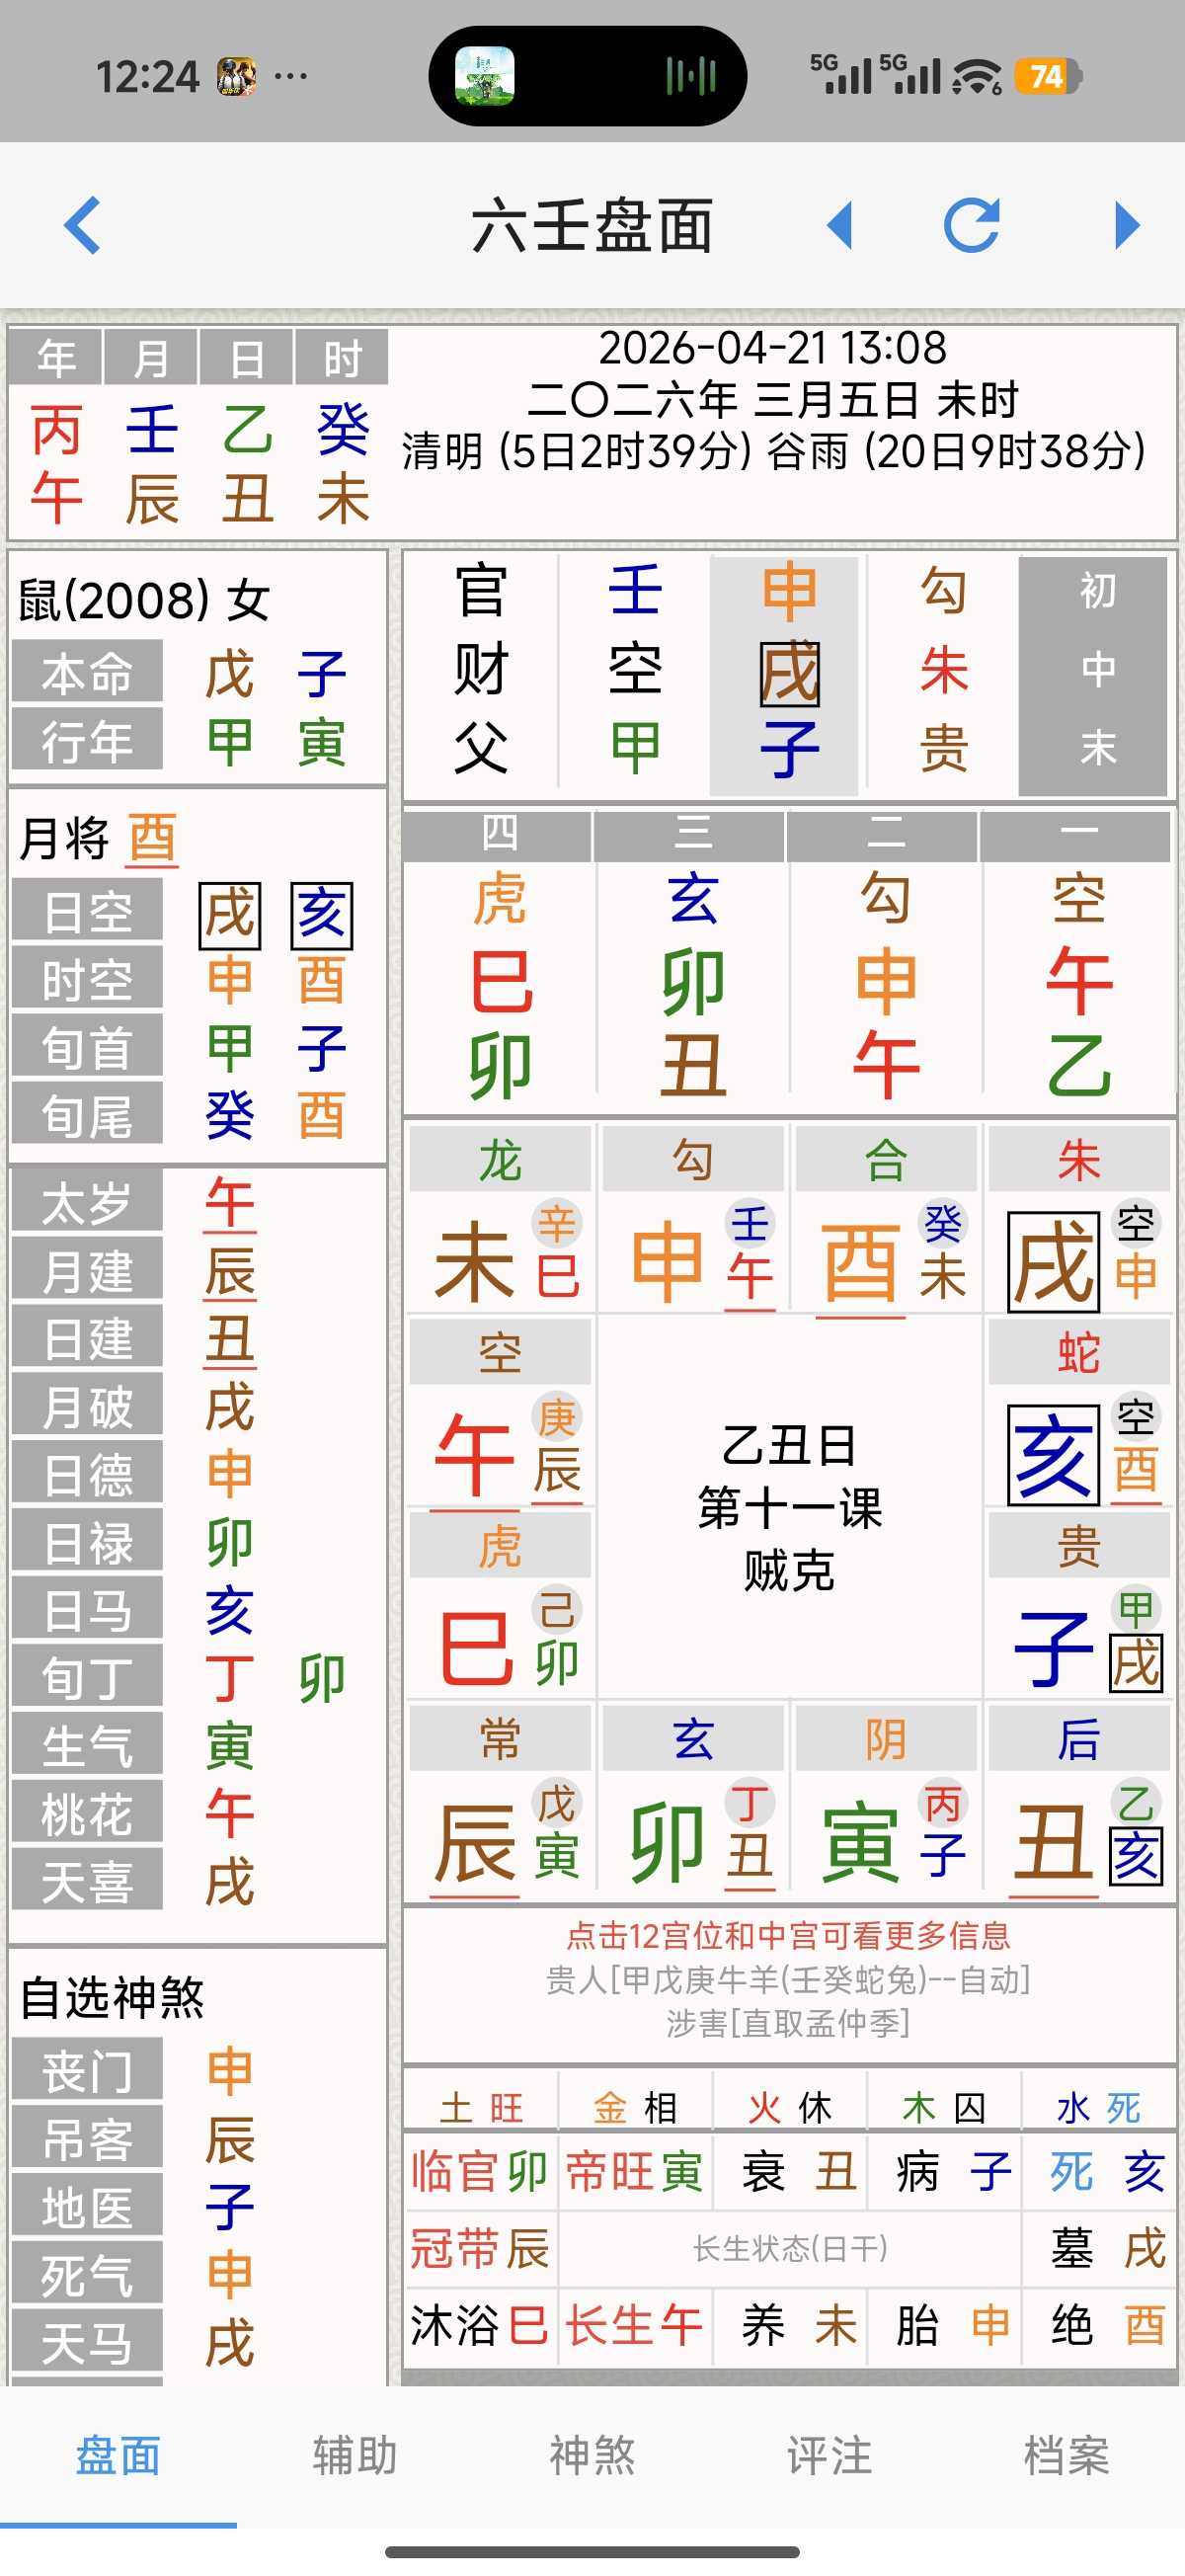 12:24 ··· 5G 5G 6 74
六壬盘面
年 月 日 时
丙 壬 乙 癸
午 辰 丑 未
2026-04-21 13:08
二〇二六年 三月五日 未时
清明 (5日2时39分) 谷雨 (20日9时38分)
鼠(2008) 女
本命 戊 子
行年 甲 寅
月将 酉
日空 戌 亥
时空 申 酉
旬首 甲 子
旬尾 癸 酉
太岁 午
月建 辰
日建 丑
月破 戌
日德 申
日禄 卯
日马 亥
旬丁 丁 卯
生气 寅
桃花 午
天喜 戌
自选神煞
丧门 申
吊客 辰
地医 子
死气 申
天马 戌
官 壬 申 勾 初
财 空 戌 朱 中
父 甲 子 贵 末
四 三 二 一
虎 玄 勾 空
巳 卯 申 午
卯 丑 午 乙
龙 勾 合 朱
辛 壬 癸 空
未 申 酉 戌
巳 午 未 申
空 蛇
庚 空
午 亥
辰 酉
虎 贵
己 甲
巳 子
卯 戌
乙丑日
第十一课
贼克
常 玄 阴 后
戊 丁 丙 乙
辰 卯 寅 丑
寅 丑 子 亥
点击12宫位和中宫可看更多信息
贵人[甲戊庚牛羊(壬癸蛇兔)--自动]
涉害[直取孟仲季]
土 旺 金 相 火 休 木 囚 水 死
临官 卯 帝旺 寅 衰 丑 病 子 死 亥
冠带 辰 长生状态(日干) 墓 戌
沐浴 巳 长生 午 养 未 胎 申 绝 酉
盘面 辅助 神煞 评注 档案